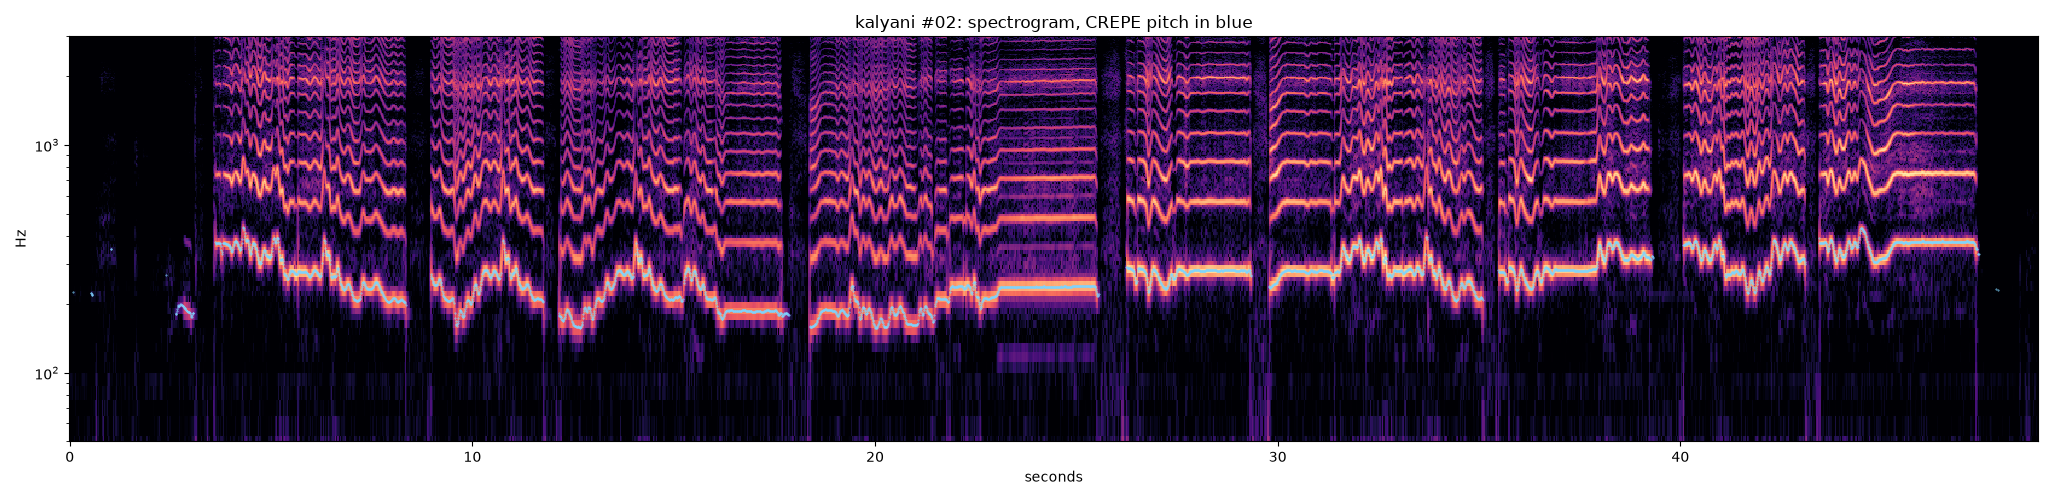 kalyani #02: spectrogram, CREPE pitch in blue
10³
10²
Hz
0 10 20 30 40
seconds